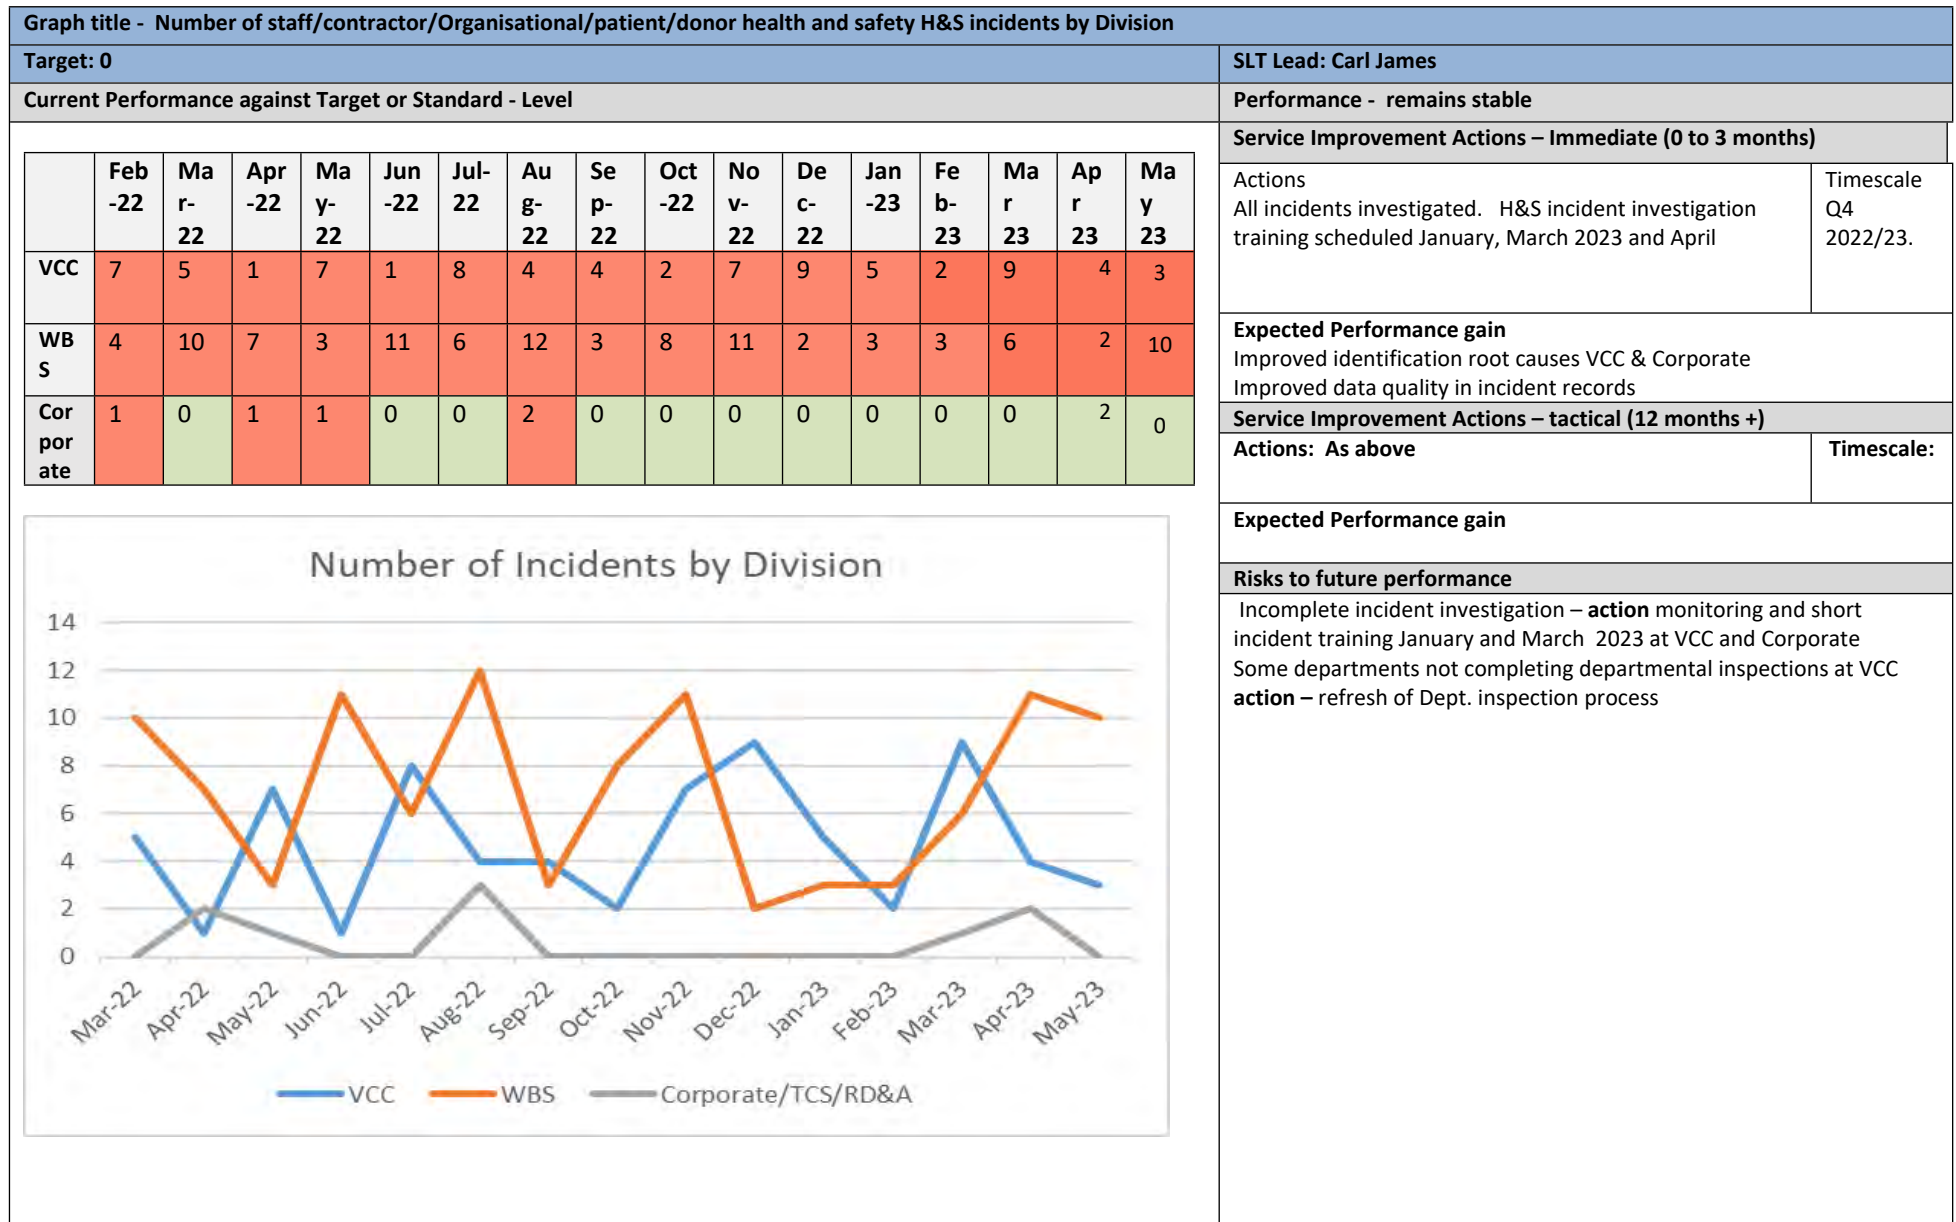 Graph title - Number of staff/contractor/Organisational/patient/donor health and safety H&S incidents by Division
Target: 0
SLT Lead: Carl James
Current Performance against Target or Standard - Level
Performance - remains stable
Feb -22 Ma r- 22 Apr -22 Ma y- 22 Jun -22 Jul- 22 Au g- 22 Se p- 22 Oct -22 No v- 22 De c- 22 Jan -23 Fe b- 23 Ma r 23 Ap r 23 Ma y 23
VCC 7 5 1 7 1 8 4 4 2 7 9 5 2 9 4 3
WB S 4 10 7 3 11 6 12 3 8 11 2 3 3 6 2 10
Cor por ate 1 0 1 1 0 0 2 0 0 0 0 0 0 0 2 0
Number of Incidents by Division
14
12
10
8
6
4
2
0
Mar-22 Apr-22 May-22 Jun-22 Jul-22 Aug-22 Sep-22 Oct-22 Nov-22 Dec-22 Jan-23 Feb-23 Mar-23 Apr-23 May-23
VCC WBS Corporate/TCS/RD&A
Service Improvement Actions – Immediate (0 to 3 months)
Actions
All incidents investigated. H&S incident investigation
training scheduled January, March 2023 and April
Timescale
Q4
2022/23.
Expected Performance gain
Improved identification root causes VCC & Corporate
Improved data quality in incident records
Service Improvement Actions – tactical (12 months +)
Actions: As above
Timescale:
Expected Performance gain
Risks to future performance
Incomplete incident investigation – action monitoring and short
incident training January and March 2023 at VCC and Corporate
Some departments not completing departmental inspections at VCC
action – refresh of Dept. inspection process